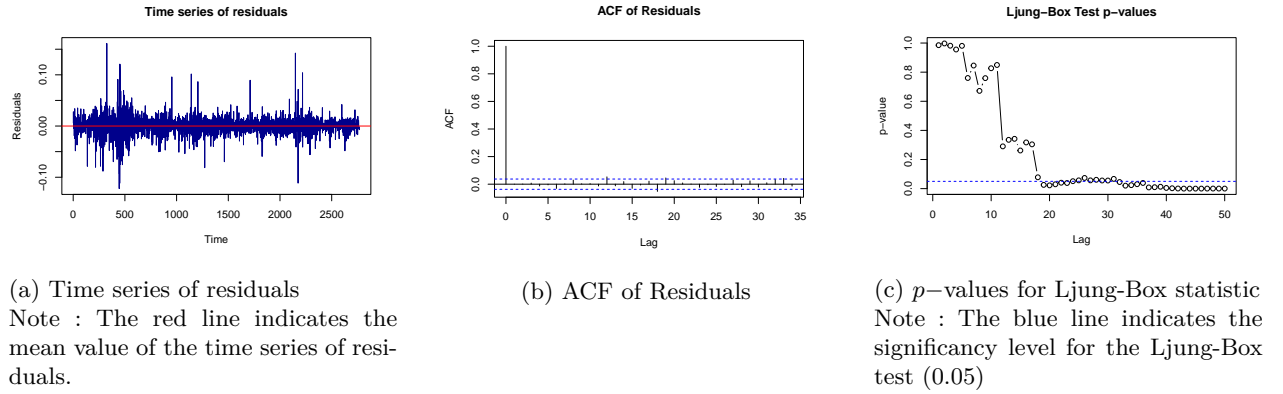 Time series of residuals
Residuals
-0.10
0.00
0.10
0
500
1000
1500
2000
2500
Time
ACF of Residuals
ACF
0.0
0.2
0.4
0.6
0.8
1.0
0
5
10
15
20
25
30
35
Lag
Ljung–Box Test p–values
p–value
0.0
0.2
0.4
0.6
0.8
1.0
0
10
20
30
40
50
Lag
(a) Time series of residuals
Note : The red line indicates the
mean value of the time series of resi-
duals.
(b) ACF of Residuals
(c) p−values for Ljung-Box statistic
Note : The blue line indicates the
significancy level for the Ljung-Box
test (0.05)